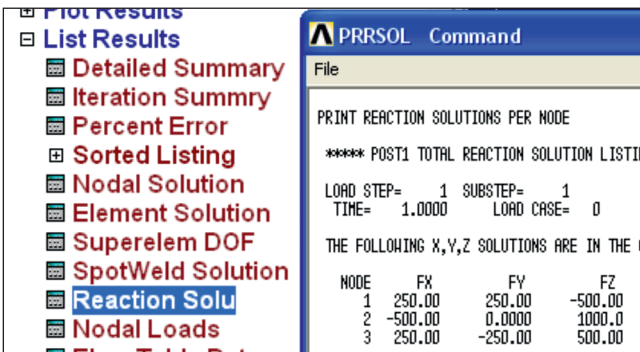 Plot Results
List Results
Detailed Summary
Iteration Summry
Percent Error
Sorted Listing
Nodal Solution
Element Solution
Superelem DOF
SpotWeld Solution
Reaction Solu
Nodal Loads
PRRSOL Command
File
PRINT REACTION SOLUTIONS PER NODE
***** POST1 TOTAL REACTION SOLUTION LISTI
LOAD STEP= 1 SUBSTEP= 1
TIME= 1.0000 LOAD CASE= 0
THE FOLLOWING X,Y,Z SOLUTIONS ARE IN THE
NODE FX FY FZ
1 250.00 250.00 -500.00
2 -500.00 0.0000 1000.0
3 250.00 -250.00 500.00